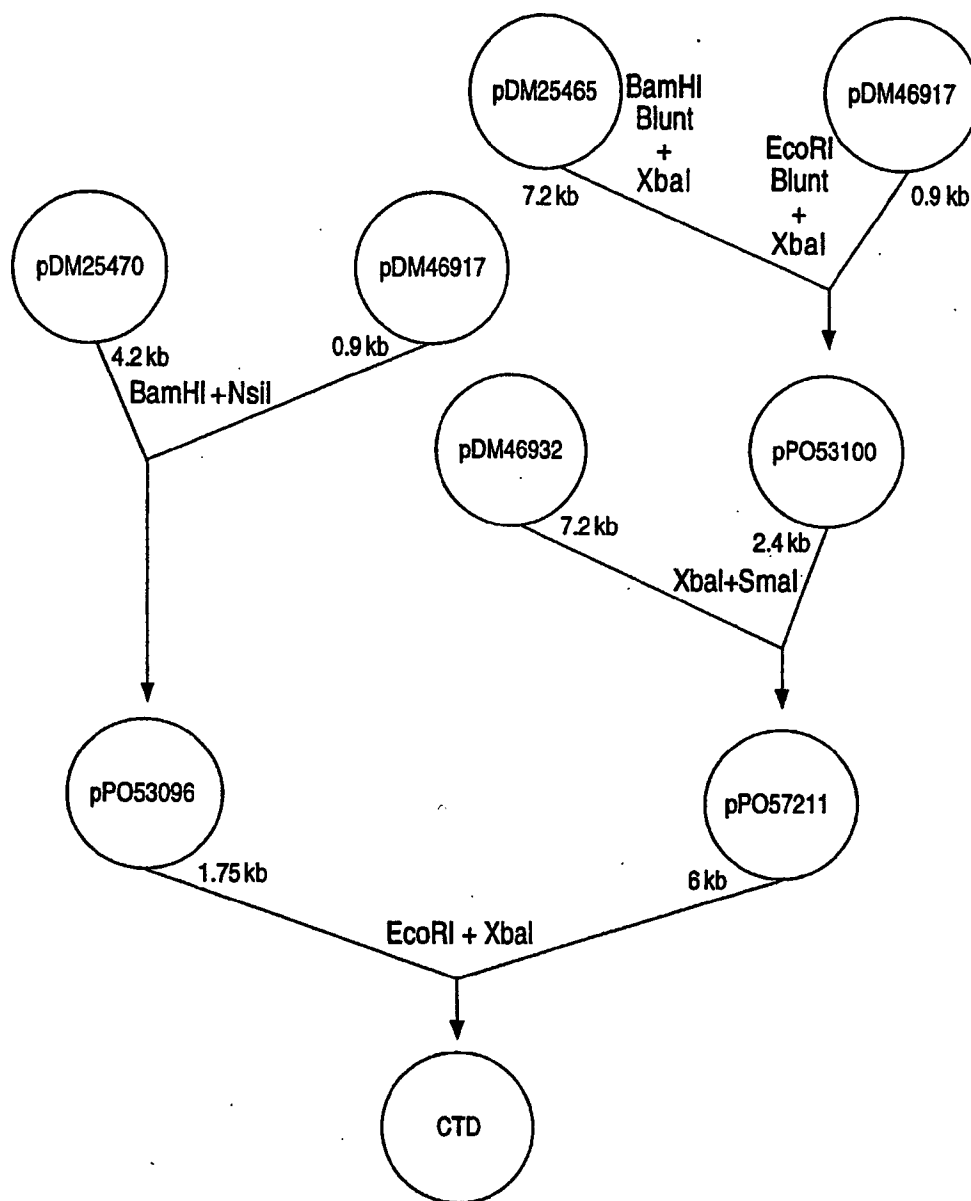 pDM25465
BamHI
Blunt
+
XbaI
pDM46917
EcoRI
Blunt
+
XbaI
7.2 kb
0.9 kb
pDM25470
pDM46917
4.2 kb
0.9 kb
BamHI + NsiI
pDM46932
pPO53100
7.2 kb
2.4 kb
XbaI+SmaI
pPO53096
pPO57211
1.75 kb
6 kb
EcoRI + XbaI
CTD